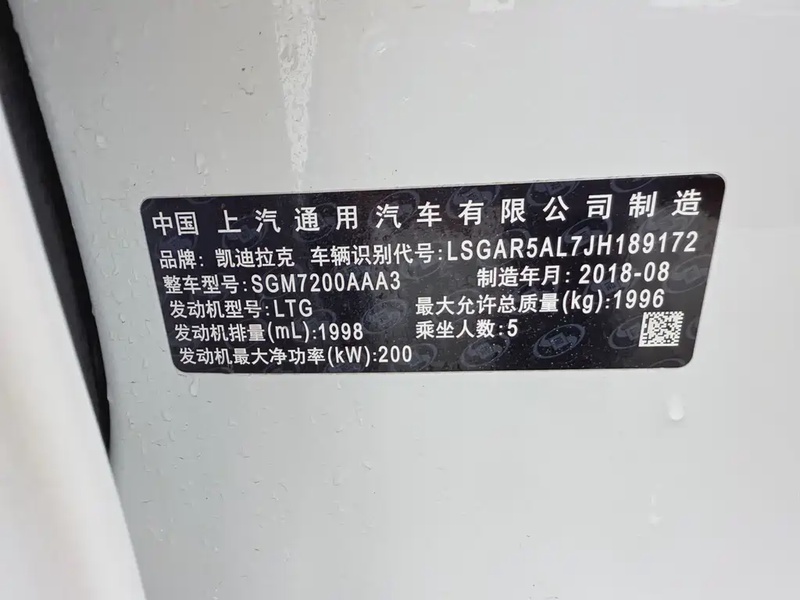 中国 上汽通用汽车有限公司制造
品牌: 凯迪拉克 车辆识别代号:LSGAR5AL7JH189172
整车型号:SGM7200AAA3 制造年月:2018-08
发动机型号:LTG 最大允许总质量(kg):1996
发动机排量(mL):1998 乘坐人数:5
发动机最大净功率(kW):200